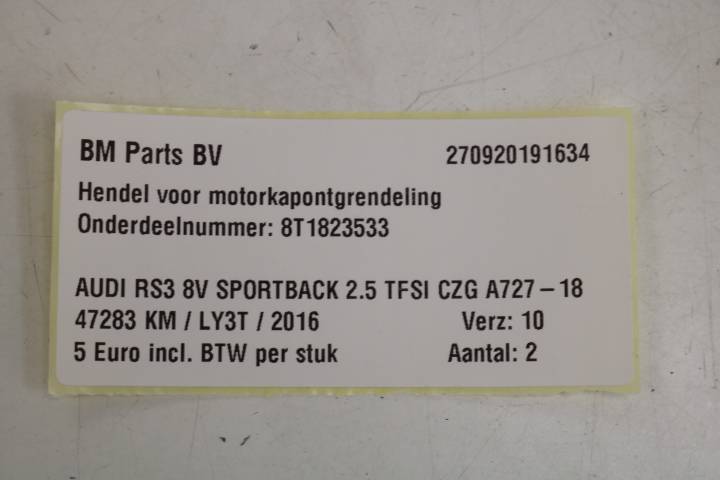 BM Parts BV 270920191634
Hendel voor motorkapontgrendeling
Onderdeelnummer: 8T1823533
AUDI RS3 8V SPORTBACK 2.5 TFSI CZG A727-18
47283 KM / LY3T / 2016 Verz: 10
5 Euro incl. BTW per stuk Aantal: 2